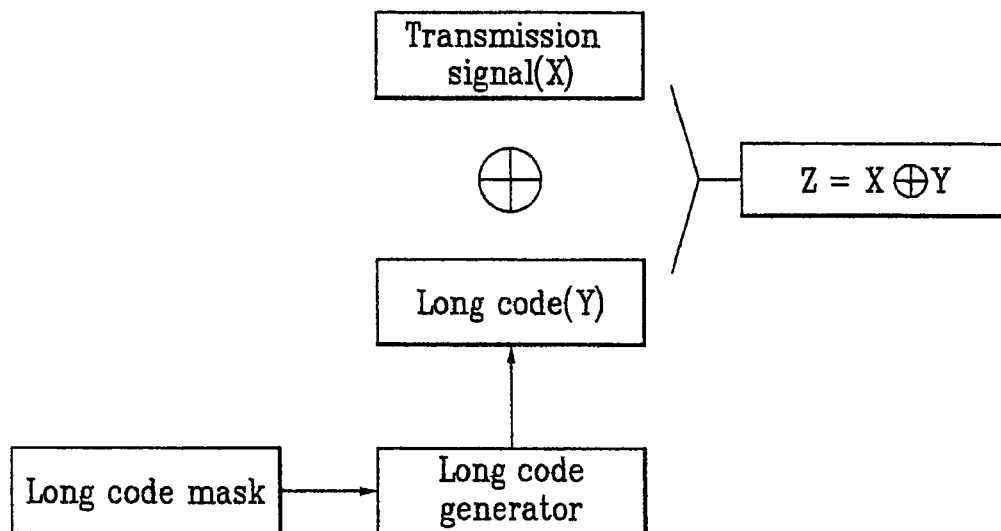 Transmission
signal(X)
⊕
Z = X ⊕ Y
Long code(Y)
Long code mask
Long code
generator